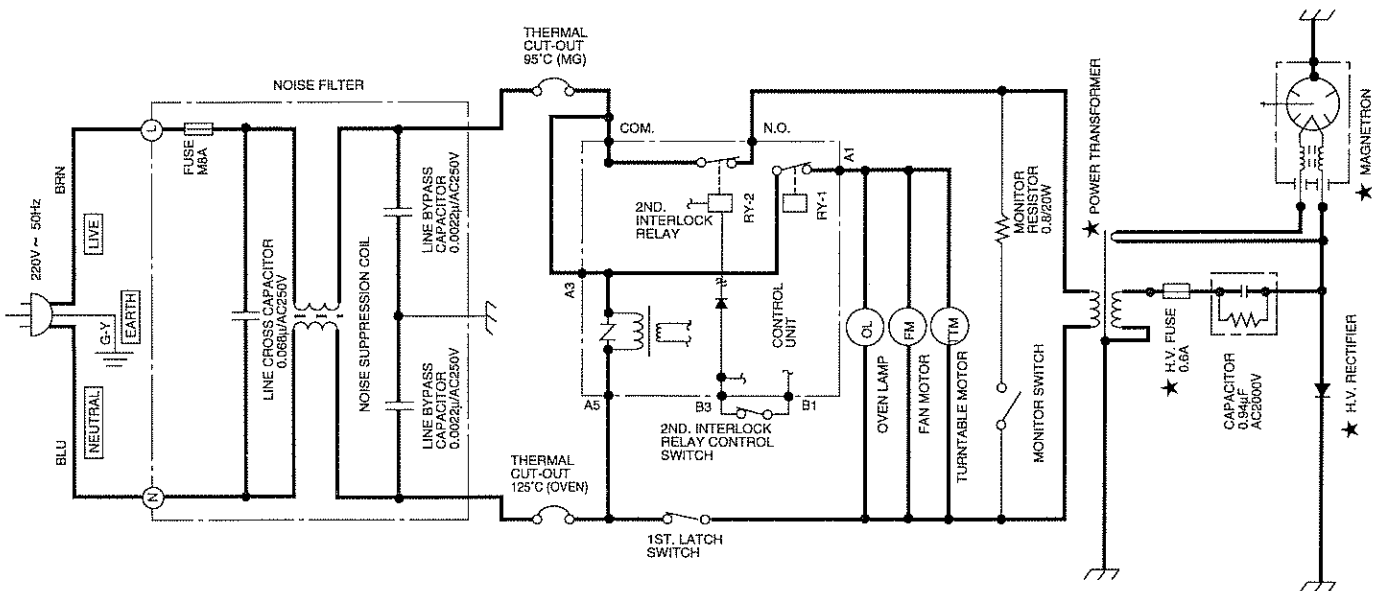 220V ~ 50Hz
BRN
LIVE
G-Y
EARTH
NEUTRAL
BLU
L
N
NOISE FILTER
FUSE
M8A
LINE CROSS CAPACITOR
0.068µ/AC250V
NOISE SUPPRESSION COIL
LINE BYPASS
CAPACITOR
0.0022µ/AC250V
LINE BYPASS
CAPACITOR
0.0022µ/AC250V
THERMAL
CUT-OUT
95°C (MG)
THERMAL
CUT-OUT
125°C (OVEN)
COM.
N.O.
A1
2ND.
INTERLOCK
RELAY
RY-2
RY-1
A3
CONTROL
UNIT
A5
B3
B1
2ND. INTERLOCK
RELAY CONTROL
SWITCH
1ST. LATCH
SWITCH
OL
FM
TTM
OVEN LAMP
FAN MOTOR
TURNTABLE MOTOR
MONITOR
RESISTOR
0.8/20W
MONITOR SWITCH
★ POWER TRANSFORMER
★ H.V. FUSE
0.6A
CAPACITOR
0.94µF
AC2000V
★ MAGNETRON
★ H.V. RECTIFIER